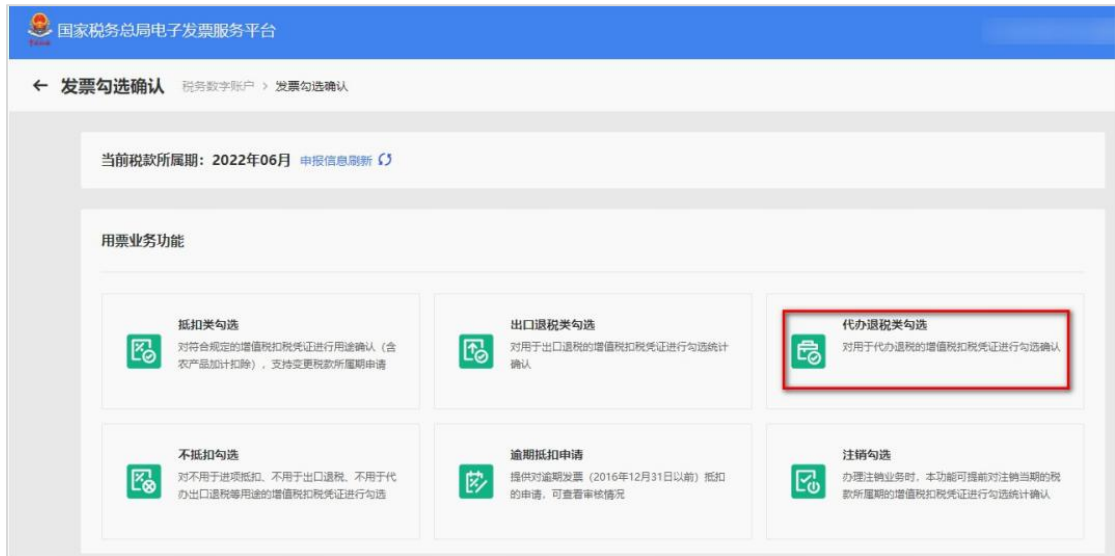 国家税务总局电子发票服务平台
← 发票勾选确认 税务数字账户 > 发票勾选确认
当前税款所属期：2022年06月 申报信息刷新
用票业务功能
抵扣类勾选
对符合规定的增值税扣税凭证进行用途确认（含
农产品加计扣除），支持变更税款所属期申请
出口退税类勾选
对用于出口退税的增值税扣税凭证进行勾选统计
确认
代办退税类勾选
对用于代办退税的增值税扣税凭证进行勾选确认
不抵扣勾选
对不用于进项抵扣、不用于出口退税、不用于代
办出口退税等用途的增值税扣税凭证进行勾选
逾期抵扣申请
提供对逾期发票（2016年12月31日以前）抵扣
的申请，可查看审核情况
注销勾选
办理注销业务时，本功能可提前对注销当期的税
款所属期的增值税扣税凭证进行勾选统计确认